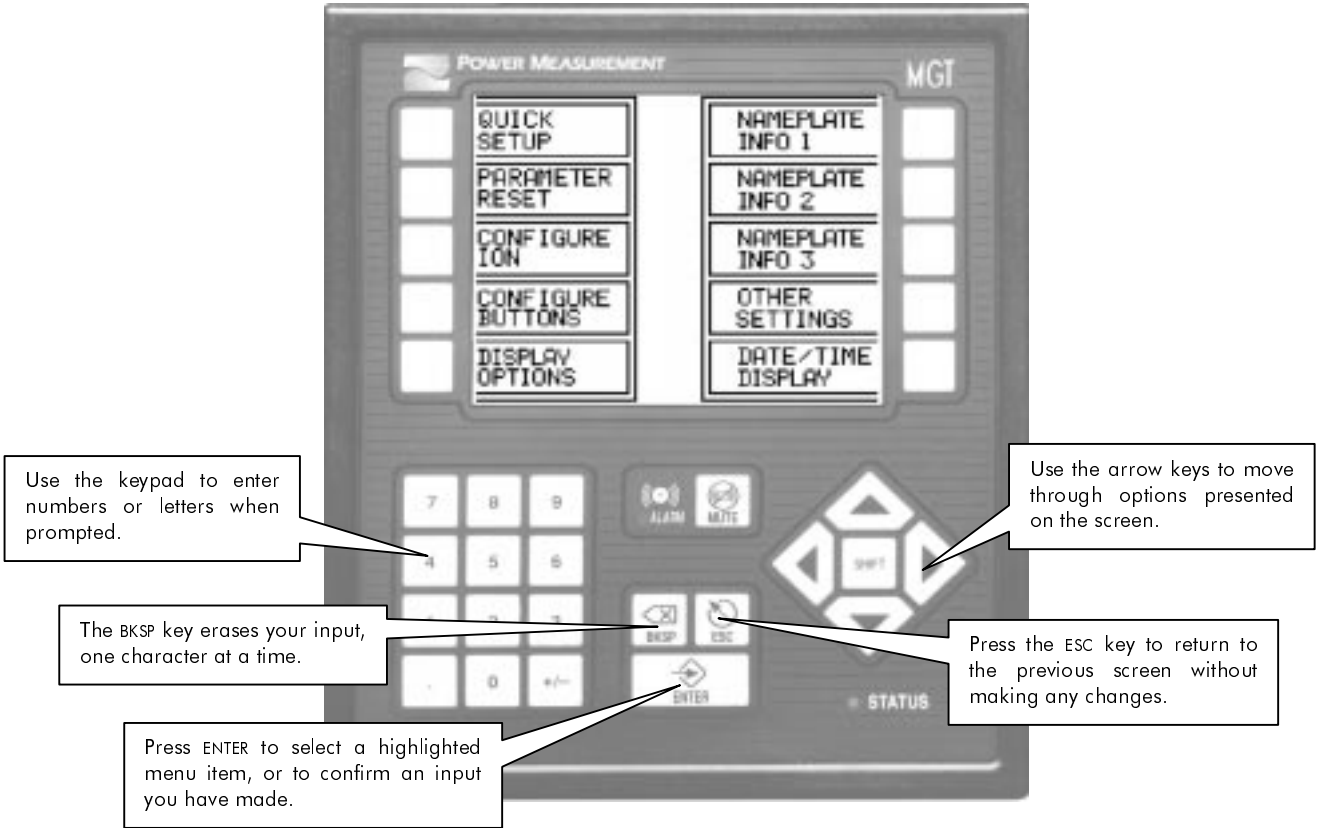 POWER MEASUREMENT
MGT
QUICK
SETUP
PARAMETER
RESET
CONFIGURE
ION
CONFIGURE
BUTTONS
DISPLAY
OPTIONS
NAMEPLATE
INFO 1
NAMEPLATE
INFO 2
NAMEPLATE
INFO 3
OTHER
SETTINGS
DATE/TIME
DISPLAY
Use the keypad to enter
numbers or letters when
prompted.
7 8 9
4 5 6
2 3
. 0 +/−
ALARM
MUTE
SHIFT
Use the arrow keys to move
through options presented
on the screen.
The BKSP key erases your input,
one character at a time.
BKSP
ESC
ENTER
Press the ESC key to return to
the previous screen without
making any changes.
STATUS
Press ENTER to select a highlighted
menu item, or to confirm an input
you have made.